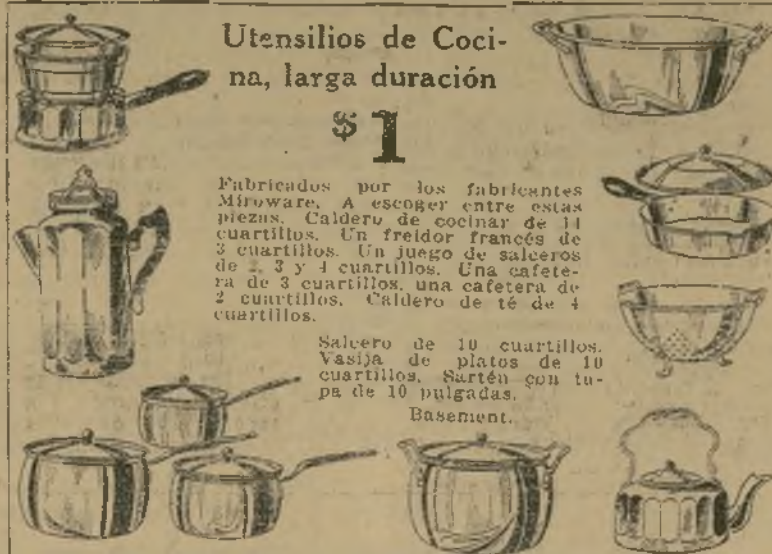 Utensilios de Coci-
na, larga duración
$1
Fabricados por los fabricantes
Miroware. A escoger entre estas
piezas. Caldero de cocinar de 14
cuartillos. Un freidor francés de
3 cuartillos. Un juego de salceros
de 2, 3 y 4 cuartillos. Una cafete-
ra de 3 cuartillos, una cafetera de
2 cuartillos. Caldero de té de 4
cuartillos.
Salcero de 10 cuartillos.
Vasija de platos de 10
cuartillos. Sartén con ta-
pa de 10 pulgadas.
Basement.